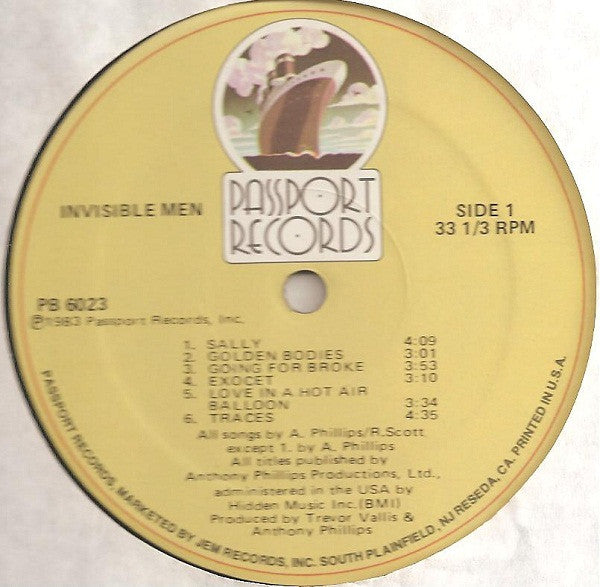 PASSPORT
RECORDS
INVISIBLE MEN
SIDE 1
33 1/3 RPM
PB 6023
℗1983 Passport Records, Inc.
1. SALLY 4:09
2. GOLDEN BODIES 3:01
3. GOING FOR BROKE 3:53
4. EXOCET 3:10
5. LOVE IN A HOT AIR
BALLOON 3:34
6. TRACES 4:35
All songs by A. Phillips/R.Scott
except 1. by A. Phillips
All titles published by
Anthony Phillips Productions, Ltd.,
administered in the USA by
Hidden Music Inc.(BMI)
Produced by Trevor Vallis &
Anthony Phillips
PASSPORT RECORDS, MARKETED BY JEM RECORDS, INC. SOUTH PLAINFIELD, NJ RESEDA, CA. PRINTED IN U.S.A.